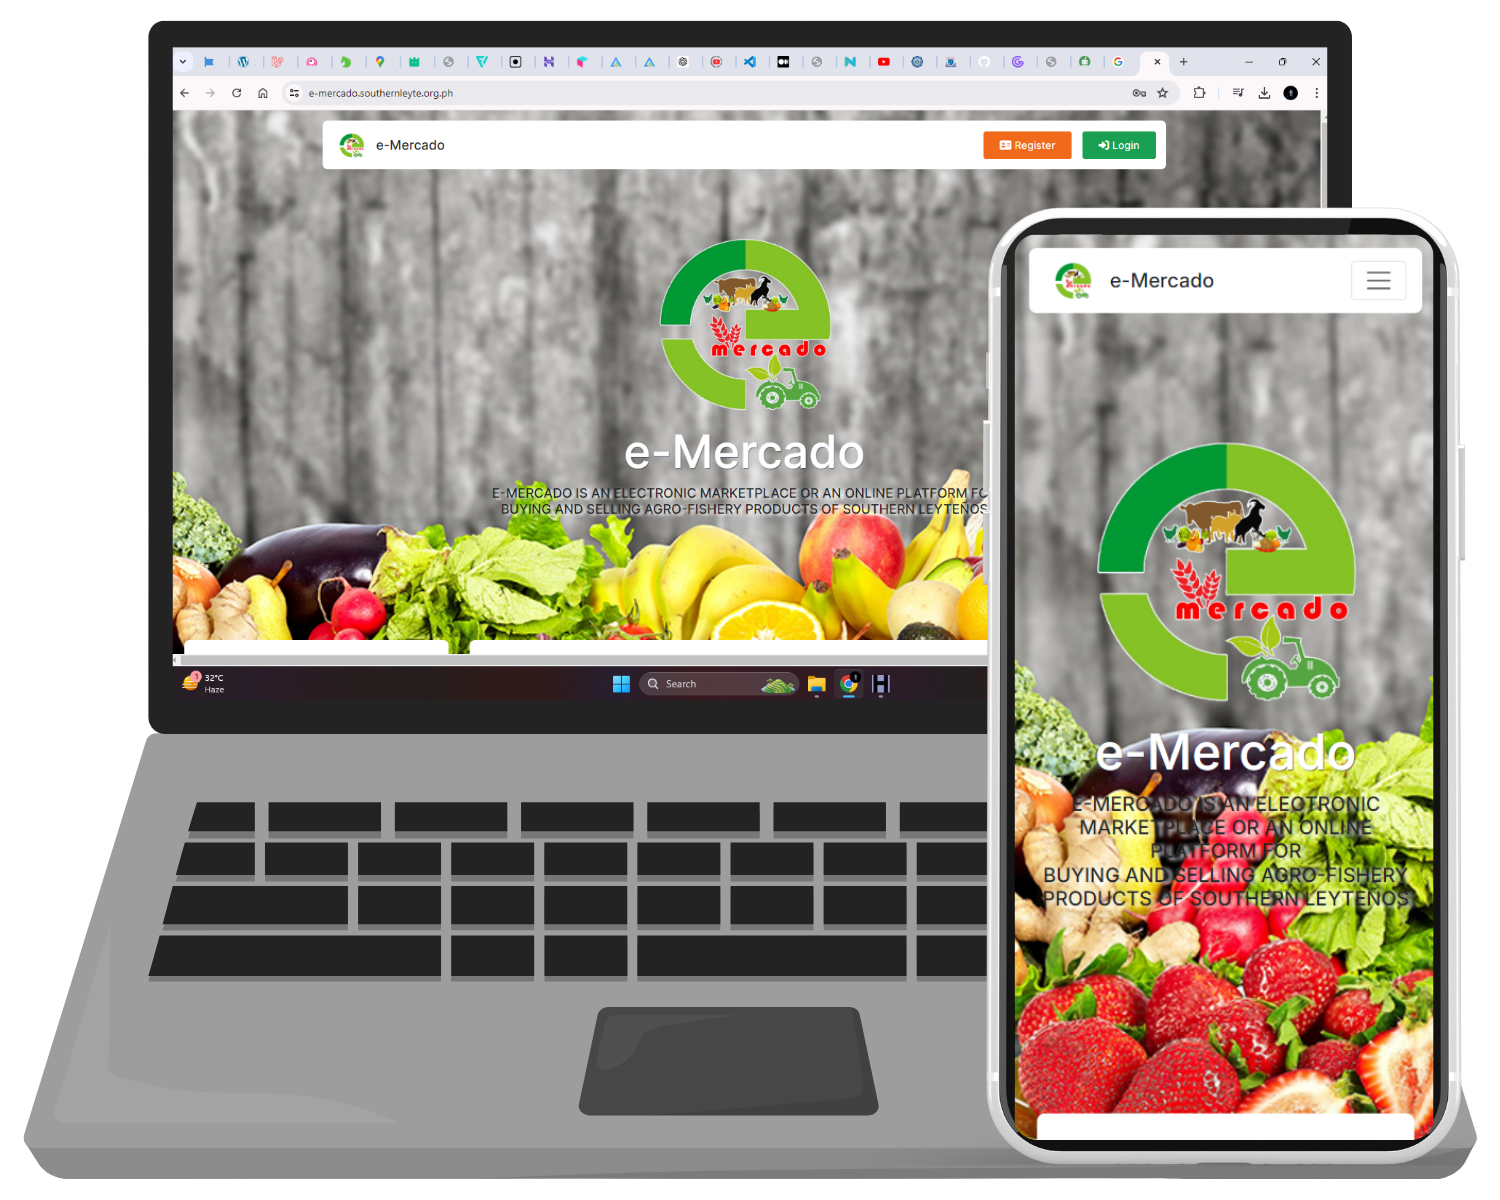 e-mercado.southernleyte.org.ph
e-Mercado
Register
Login
mercado
e-Mercado
E-MERCADO IS AN ELECTRONIC MARKETPLACE OR AN ONLINE PLATFORM FO
BUYING AND SELLING AGRO-FISHERY PRODUCTS OF SOUTHERN LEYTEÑOS
1
32°C
Haze
Search
e-Mercado
mercado
e-Mercado
E-MERCADO IS AN ELECTRONIC
MARKETPLACE OR AN ONLINE
PLATFORM FOR
BUYING AND SELLING AGRO-FISHERY
PRODUCTS OF SOUTHERN LEYTEÑOS